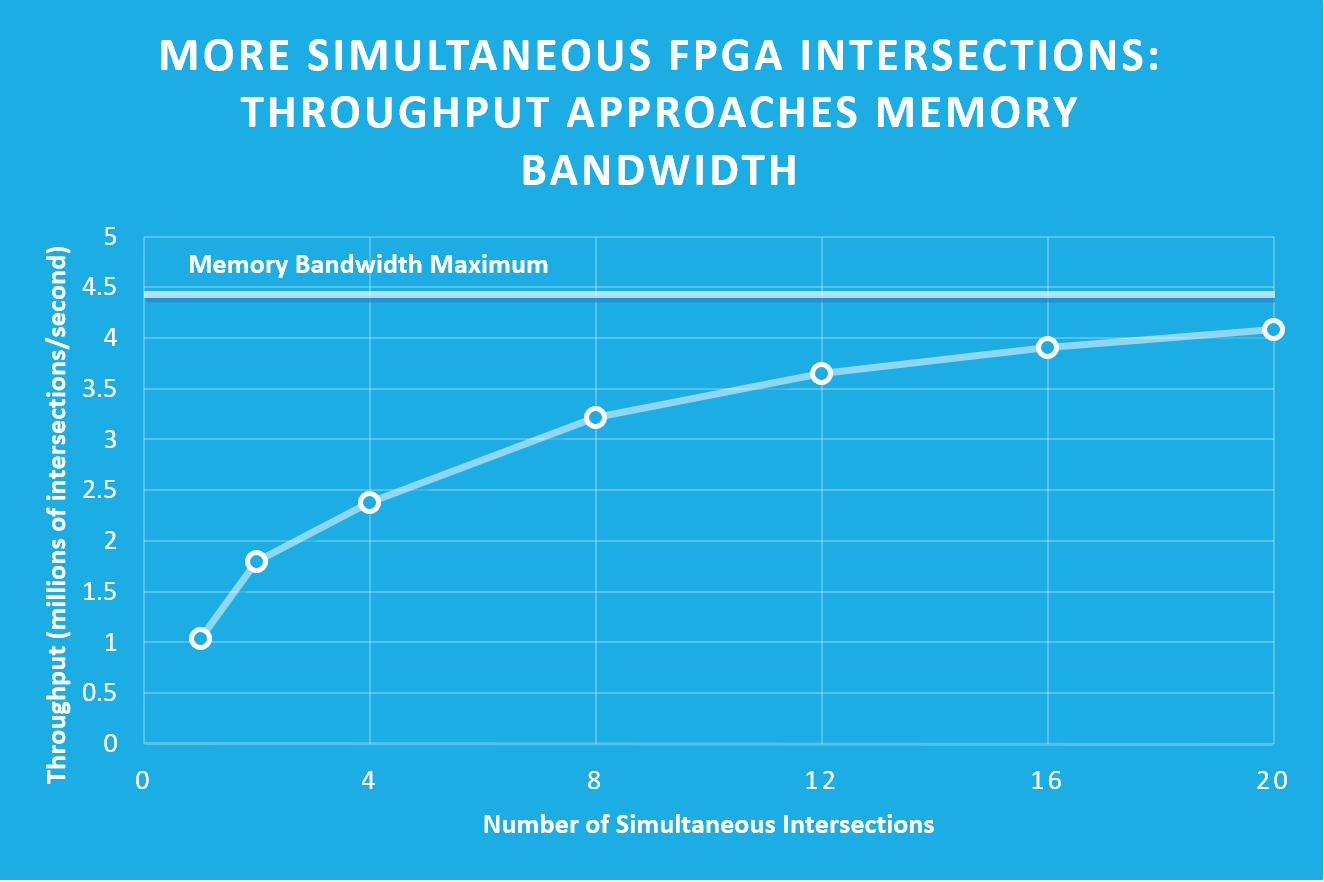 MORE SIMULTANEOUS FPGA INTERSECTIONS:
THROUGHPUT APPROACHES MEMORY
BANDWIDTH
Throughput (millions of intersections/second)
5
4.5
4
3.5
3
2.5
2
1.5
1
0.5
0
Memory Bandwidth Maximum
0 4 8 12 16 20
Number of Simultaneous Intersections